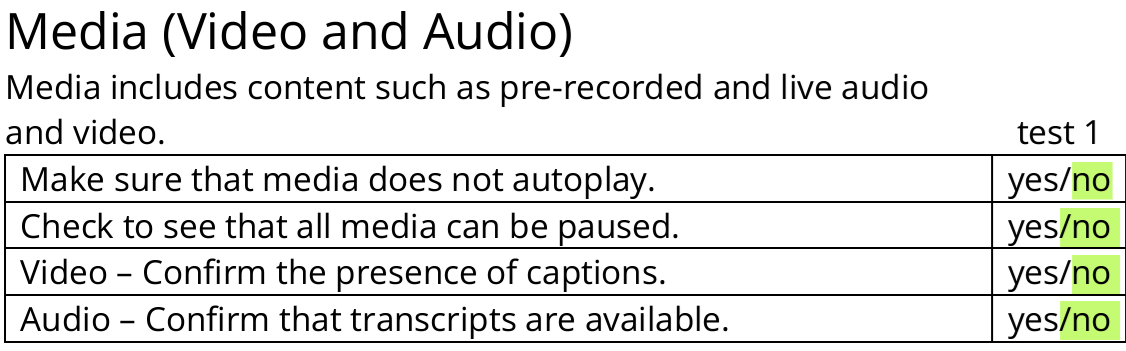 Media (Video and Audio)
Media includes content such as pre-recorded and live audio
and video.
test 1
Make sure that media does not autoplay.
yes/no
Check to see that all media can be paused.
yes/no
Video – Confirm the presence of captions.
yes/no
Audio – Confirm that transcripts are available.
yes/no